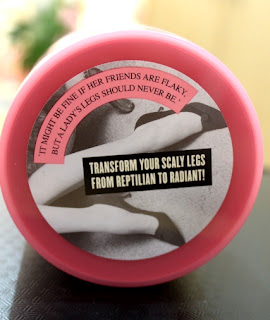 'IT MIGHT BE FINE IF HER FRIENDS ARE FLAKY,
BUT A LADY'S LEGS SHOULD NEVER BE.'
TRANSFORM YOUR SCALY LEGS
FROM REPTILIAN TO RADIANT!